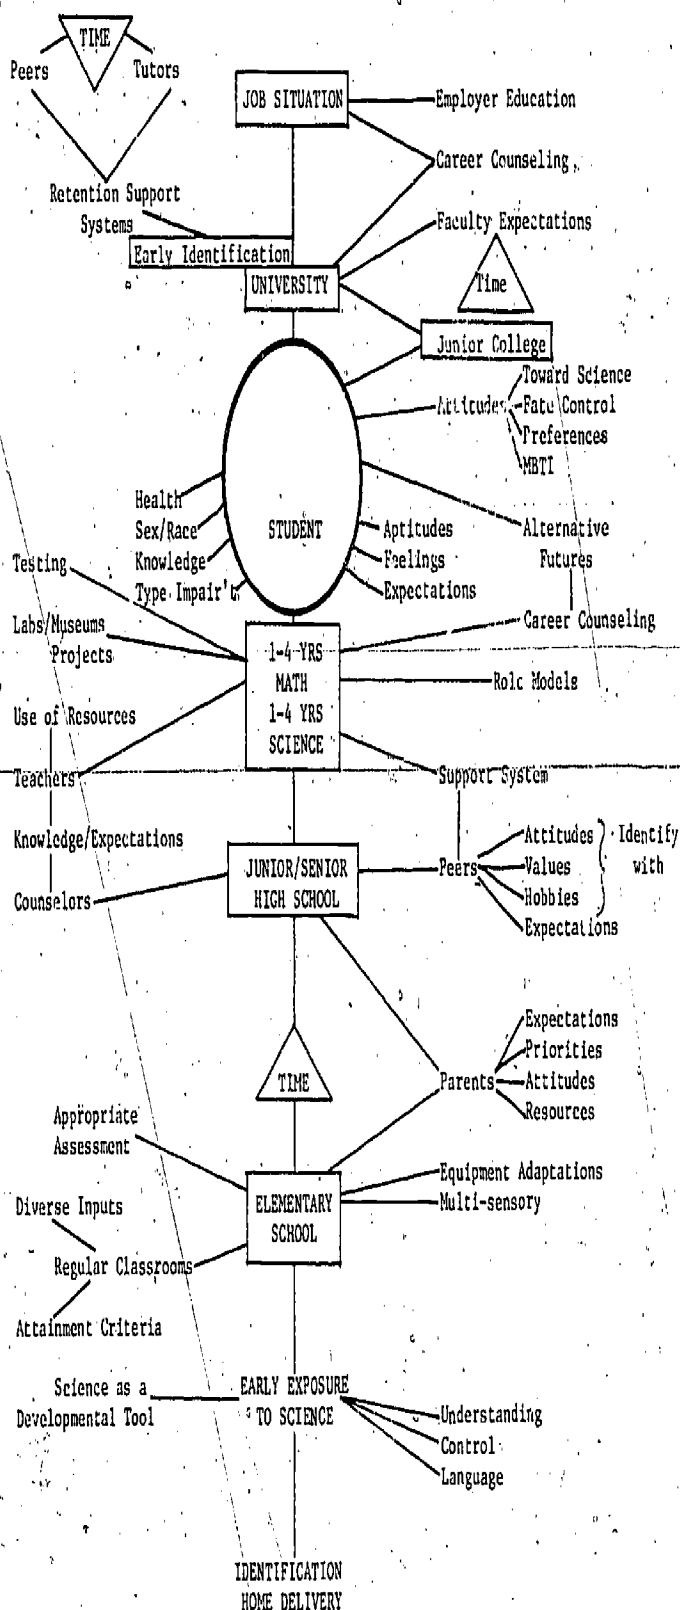 TIME
Peers
Tutors
JOB SITUATION
Employer Education
Career Counseling
Retention Support
Systems
Faculty Expectations
Early Identification
UNIVERSITY
Time
Junior College
Toward Science
Attitudes
Fate Control
Preferences
MBTI
Health
Sex/Race
Knowledge
Type Impair't
STUDENT
Aptitudes
Feelings
Expectations
Alternative
Futures
Career Counseling
Testing
Labs/Museums
Projects
Use of Resources
Teachers
Knowledge/Expectations
Counselors
1-4 YRS
MATH
1-4 YRS
SCIENCE
Role Models
Support System
JUNIOR/SENIOR
HIGH SCHOOL
Peers
Attitudes
Values
Hobbies
Expectations
Identify
with
TIME
Parents
Expectations
Priorities
Attitudes
Resources
Appropriate
Assessment
ELEMENTARY
SCHOOL
Equipment Adaptations
Multi-sensory
Diverse Inputs
Regular Classrooms
Attainment Criteria
Science as a
Developmental Tool
EARLY EXPOSURE
TO SCIENCE
Understanding
Control
Language
IDENTIFICATION
HOME DELIVERY